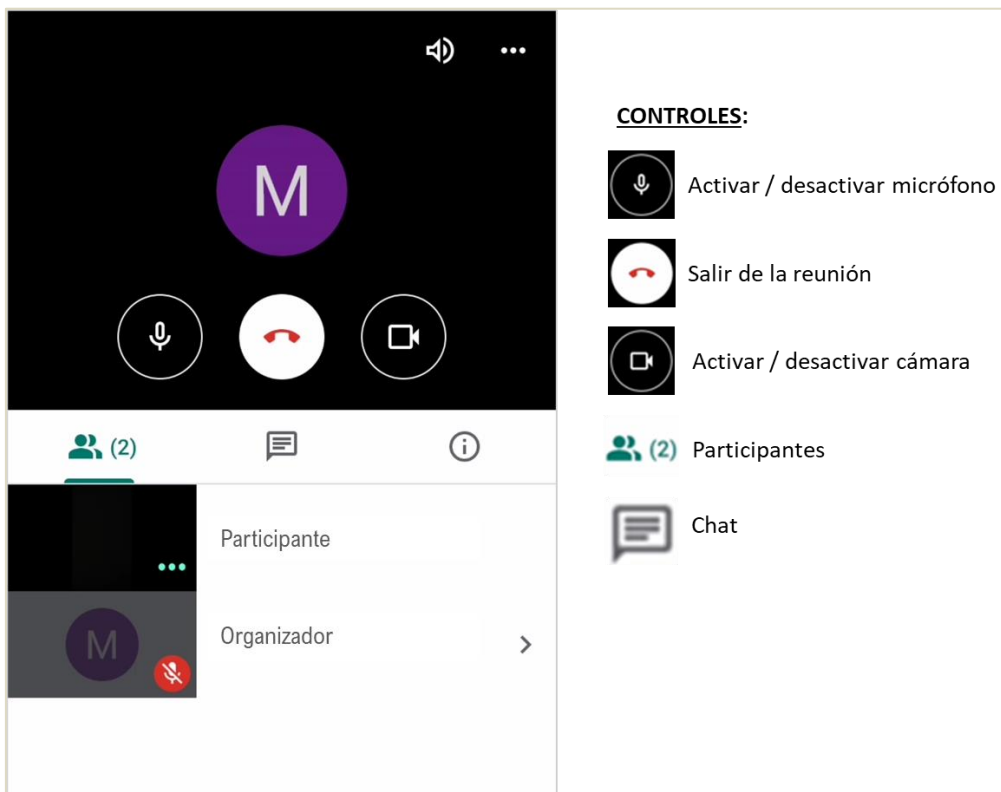 M
(2)
Participante
M
Organizador
CONTROLES:
Activar / desactivar micrófono
Salir de la reunión
Activar / desactivar cámara
(2) Participantes
Chat